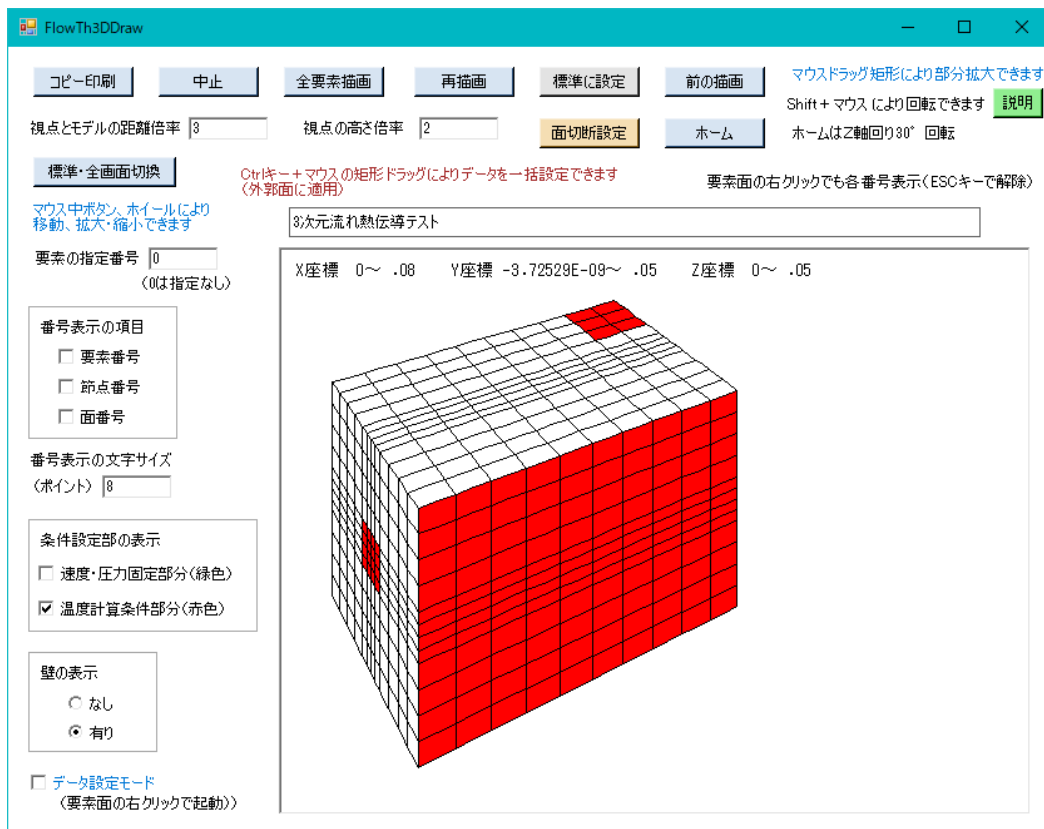 FlowTh3DDraw
コピー印刷
中止
全要素描画
再描画
標準に設定
前の描画
マウスドラッグ矩形により部分拡大できます
Shift+マウスにより回転できます
説明
視点とモデルの距離倍率 3
視点の高さ倍率 2
面切断設定
ホーム
ホームはZ軸回り30°回転
標準・全画面切換
Ctrlキー+マウスの矩形ドラッグによりデータを一括設定できます
(外郭面に適用)
要素面の右クリックでも各番号表示(ESCキーで解除)
マウス中ボタン、ホイールにより
移動、拡大・縮小できます
3次元流れ熱伝導テスト
要素の指定番号 0
(0は指定なし)
X座標 0~ .08 Y座標 -3.72529E-09~ .05 Z座標 0~ .05
番号表示の項目
要素番号
節点番号
面番号
番号表示の文字サイズ
(ポイント) 8
条件設定部の表示
速度・圧力固定部分(緑色)
温度計算条件部分(赤色)
壁の表示
なし
有り
データ設定モード
(要素面の右クリックで起動))